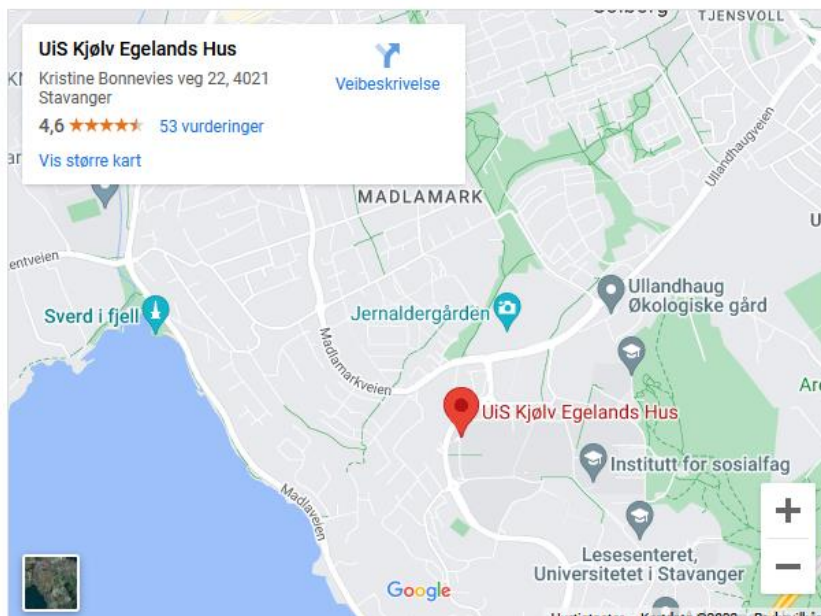 UiS Kjølv Egelands Hus
Kristine Bonnevies veg 22, 4021
Stavanger
4,6
53 vurderinger
Vis større kart
Veibeskrivelse
TJENSVOLL
Ullandhaugveien
MADLAMARK
entveien
Sverd i fjell
Jernaldergården
Ullandhaug
Økologiske gård
Madlamarkveien
UiS Kjølv Egelands Hus
Institutt for sosialfag
Madlaveien
Lesesenteret,
Universitetet i Stavanger
Google